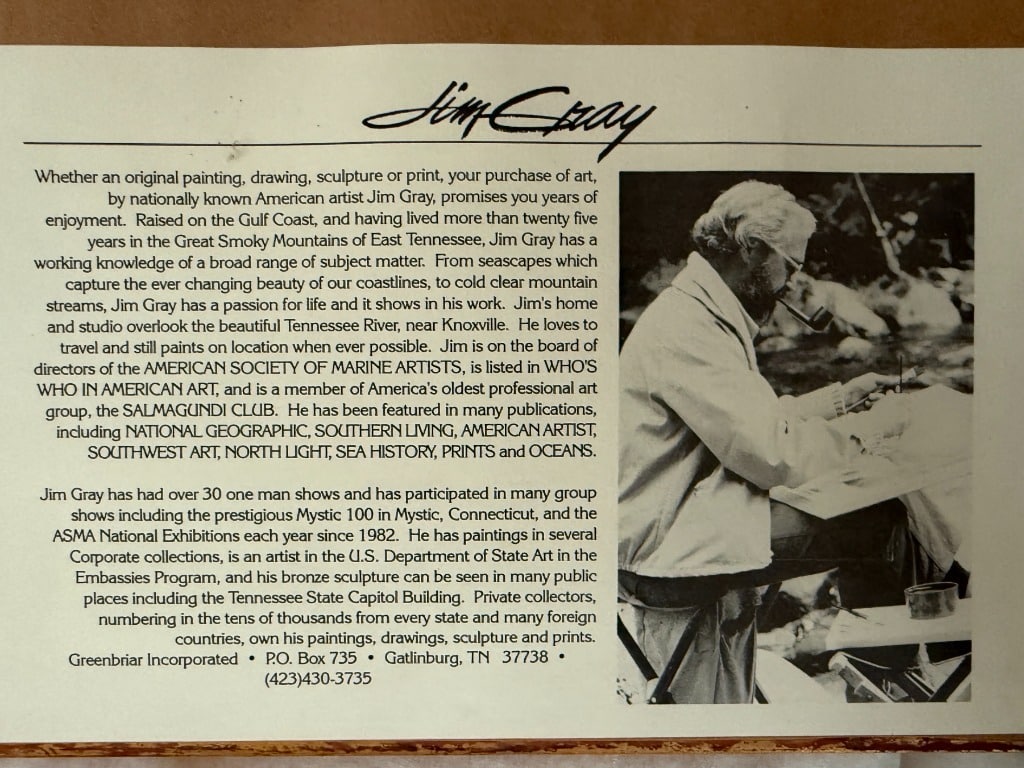 Jim Gray
Whether an original painting, drawing, sculpture or print, your purchase of art,
by nationally known American artist Jim Gray, promises you years of
enjoyment. Raised on the Gulf Coast, and having lived more than twenty five
years in the Great Smoky Mountains of East Tennessee, Jim Gray has a
working knowledge of a broad range of subject matter. From seascapes which
capture the ever changing beauty of our coastlines, to cold clear mountain
streams, Jim Gray has a passion for life and it shows in his work. Jim's home
and studio overlook the beautiful Tennessee River, near Knoxville. He loves to
travel and still paints on location when ever possible. Jim is on the board of
directors of the AMERICAN SOCIETY OF MARINE ARTISTS, is listed in WHO'S
WHO IN AMERICAN ART, and is a member of America's oldest professional art
group, the SALMAGUNDI CLUB. He has been featured in many publications,
including NATIONAL GEOGRAPHIC, SOUTHERN LIVING, AMERICAN ARTIST,
SOUTHWEST ART, NORTH LIGHT, SEA HISTORY, PRINTS and OCEANS.
Jim Gray has had over 30 one man shows and has participated in many group
shows including the prestigious Mystic 100 in Mystic, Connecticut, and the
ASMA National Exhibitions each year since 1982. He has paintings in several
Corporate collections, is an artist in the U.S. Department of State Art in the
Embassies Program, and his bronze sculpture can be seen in many public
places including the Tennessee State Capitol Building. Private collectors,
numbering in the tens of thousands from every state and many foreign
countries, own his paintings, drawings, sculpture and prints.
Greenbriar Incorporated • P.O. Box 735 • Gatlinburg, TN 37738 •
(423)430-3735